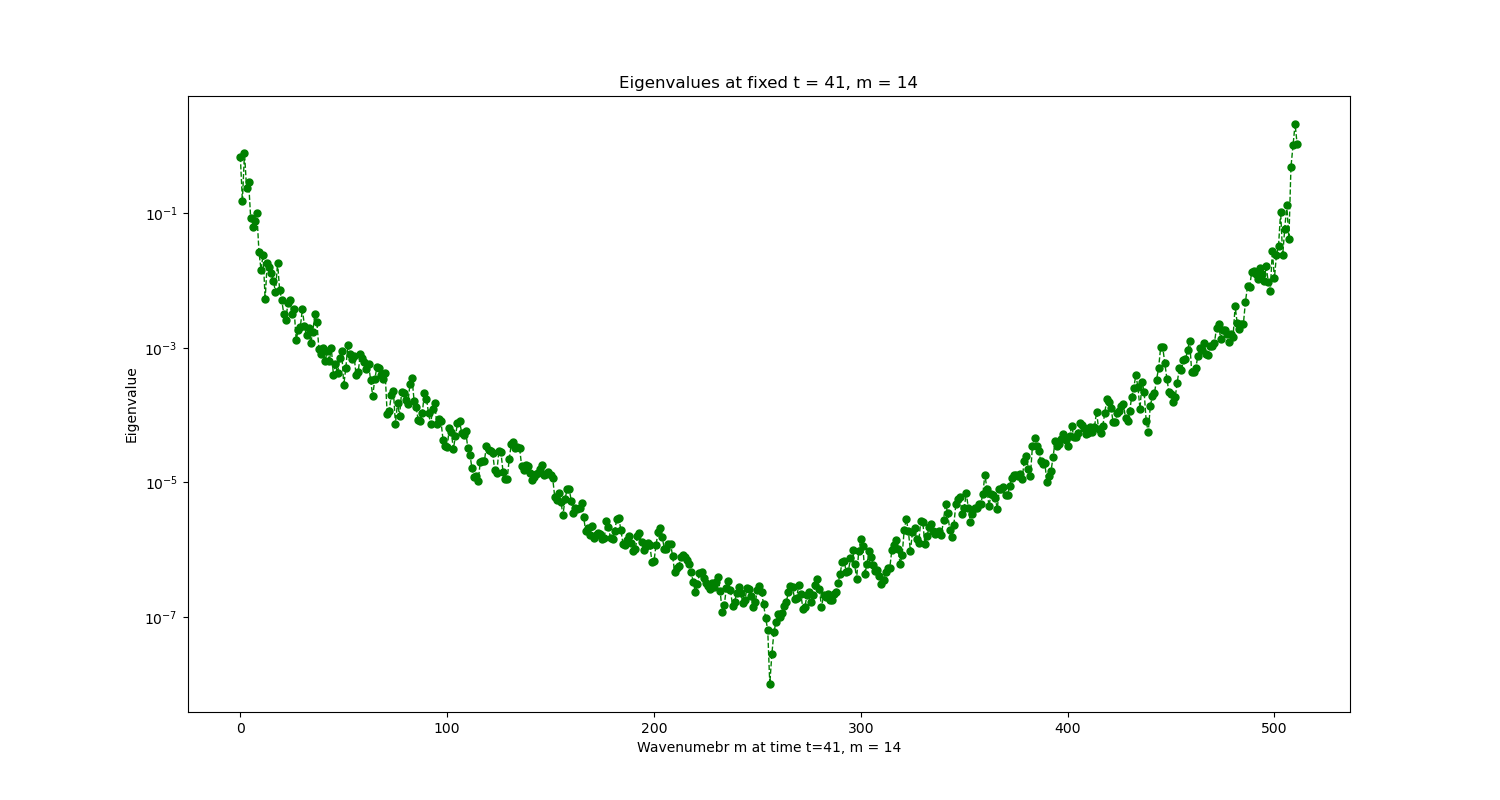 Eigenvalues at fixed t = 41, m = 14
Eigenvalue
10⁻¹
10⁻³
10⁻⁵
10⁻⁷
0 100 200 300 400 500
Wavenumebr m at time t=41, m = 14